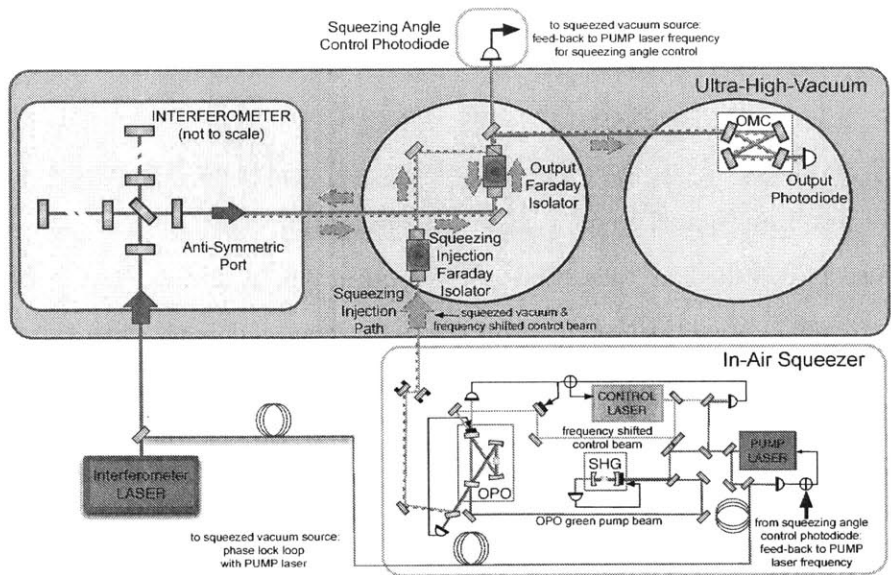 Squeezing Angle
Control Photodiode
to squeezed vacuum source:
feed-back to PUMP laser frequency
for squeezing angle control
Ultra-High-Vacuum
INTERFEROMETER
(not to scale)
OMC
Output
Faraday
Isolator
Output
Photodiode
Anti-Symmetric
Port
Squeezing
Injection
Faraday
Isolator
Squeezing
Injection
Path
squeezed vacuum &
frequency shifted control beam
In-Air Squeezer
CONTROL
LASER
frequency shifted
control beam
PUMP
LASER
SHG
OPO
OPO green pump beam
Interferometer
LASER
to squeezed vacuum source:
phase lock loop
with PUMP laser
from squeezing angle
control photodiode:
feed-back to PUMP
laser frequency